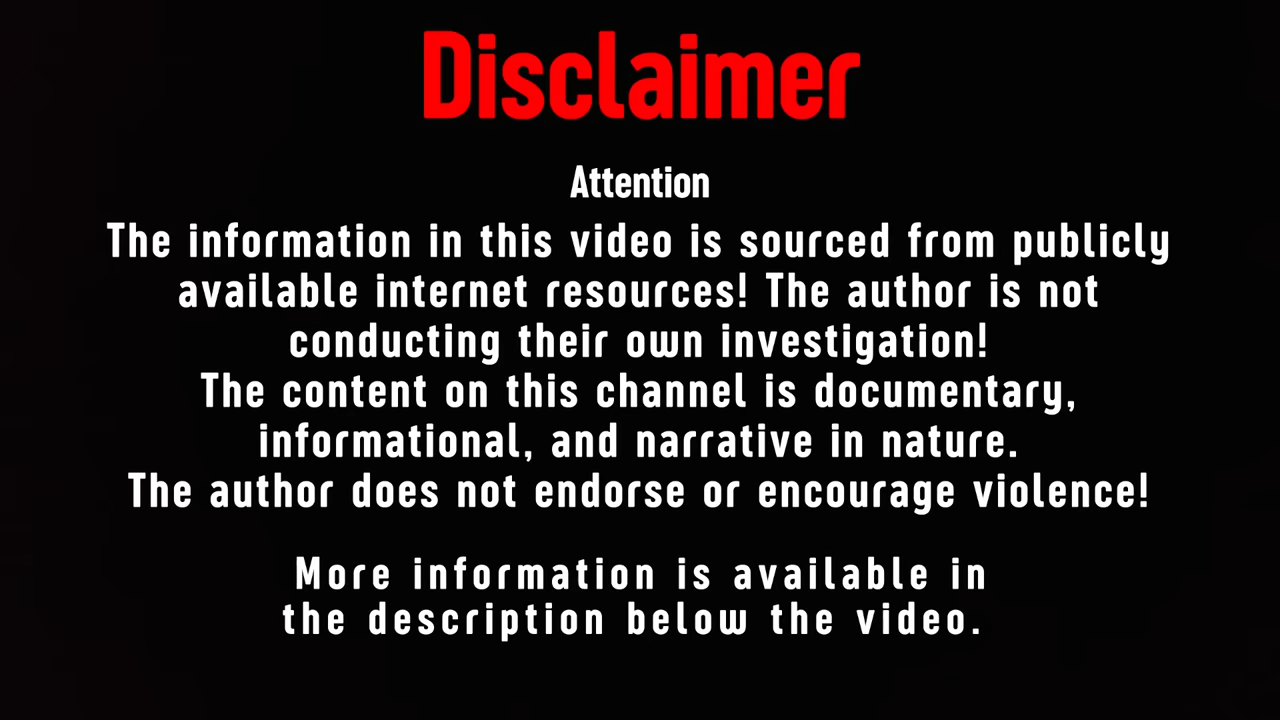 Disclaimer
Attention
The information in this video is sourced from publicly
available internet resources! The author is not
conducting their own investigation!
The content on this channel is documentary,
informational, and narrative in nature.
The author does not endorse or encourage violence!
More information is available in
the description below the video.